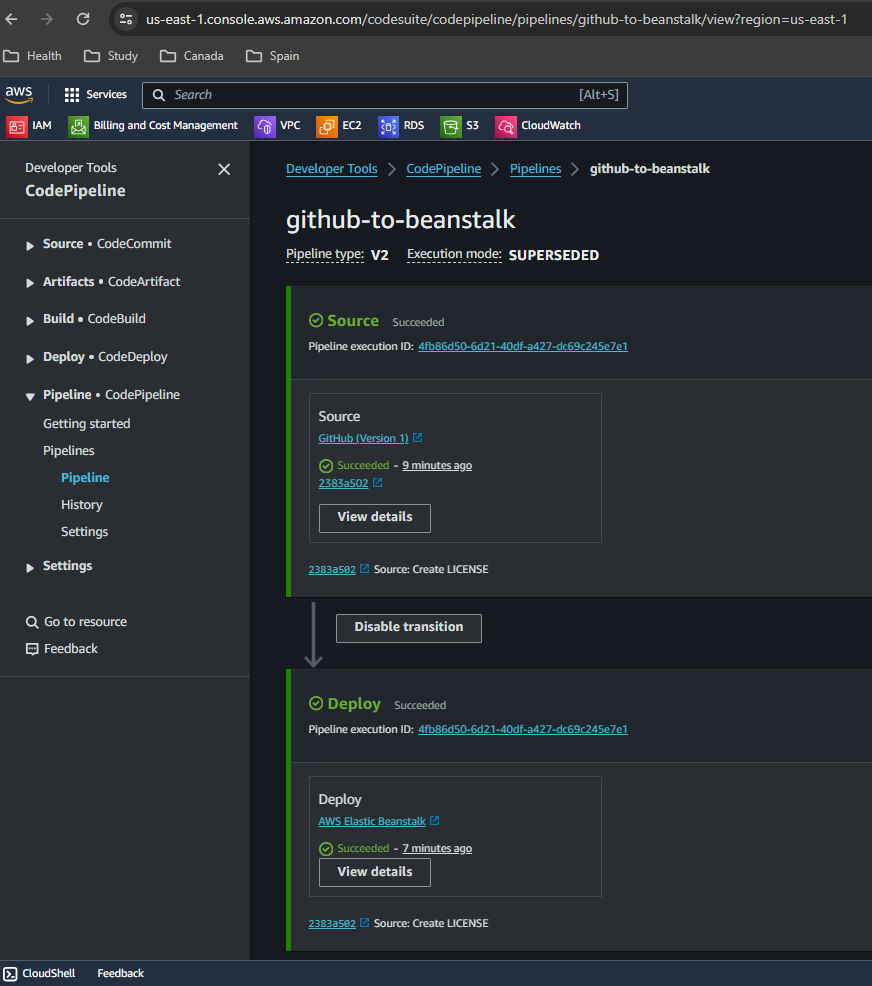 us-east-1.console.aws.amazon.com/codesuite/codepipeline/pipelines/github-to-beanstalk/view?region=us-east-1
Health Study Canada Spain
aws Services Search [Alt+S]
IAM Billing and Cost Management VPC EC2 RDS S3 CloudWatch
Developer Tools
CodePipeline
Source • CodeCommit
Artifacts • CodeArtifact
Build • CodeBuild
Deploy • CodeDeploy
Pipeline • CodePipeline
Getting started
Pipelines
Pipeline
History
Settings
Settings
Go to resource
Feedback
Developer Tools > CodePipeline > Pipelines > github-to-beanstalk
github-to-beanstalk
Pipeline type: V2 Execution mode: SUPERSEDED
Source Succeeded
Pipeline execution ID: 4fb86d50-6d21-40df-a427-dc69c245e7e1
Source
GitHub (Version 1)
Succeeded - 9 minutes ago
2383a502
View details
2383a502 Source: Create LICENSE
Disable transition
Deploy Succeeded
Pipeline execution ID: 4fb86d50-6d21-40df-a427-dc69c245e7e1
Deploy
AWS Elastic Beanstalk
Succeeded - 7 minutes ago
View details
2383a502 Source: Create LICENSE
CloudShell Feedback